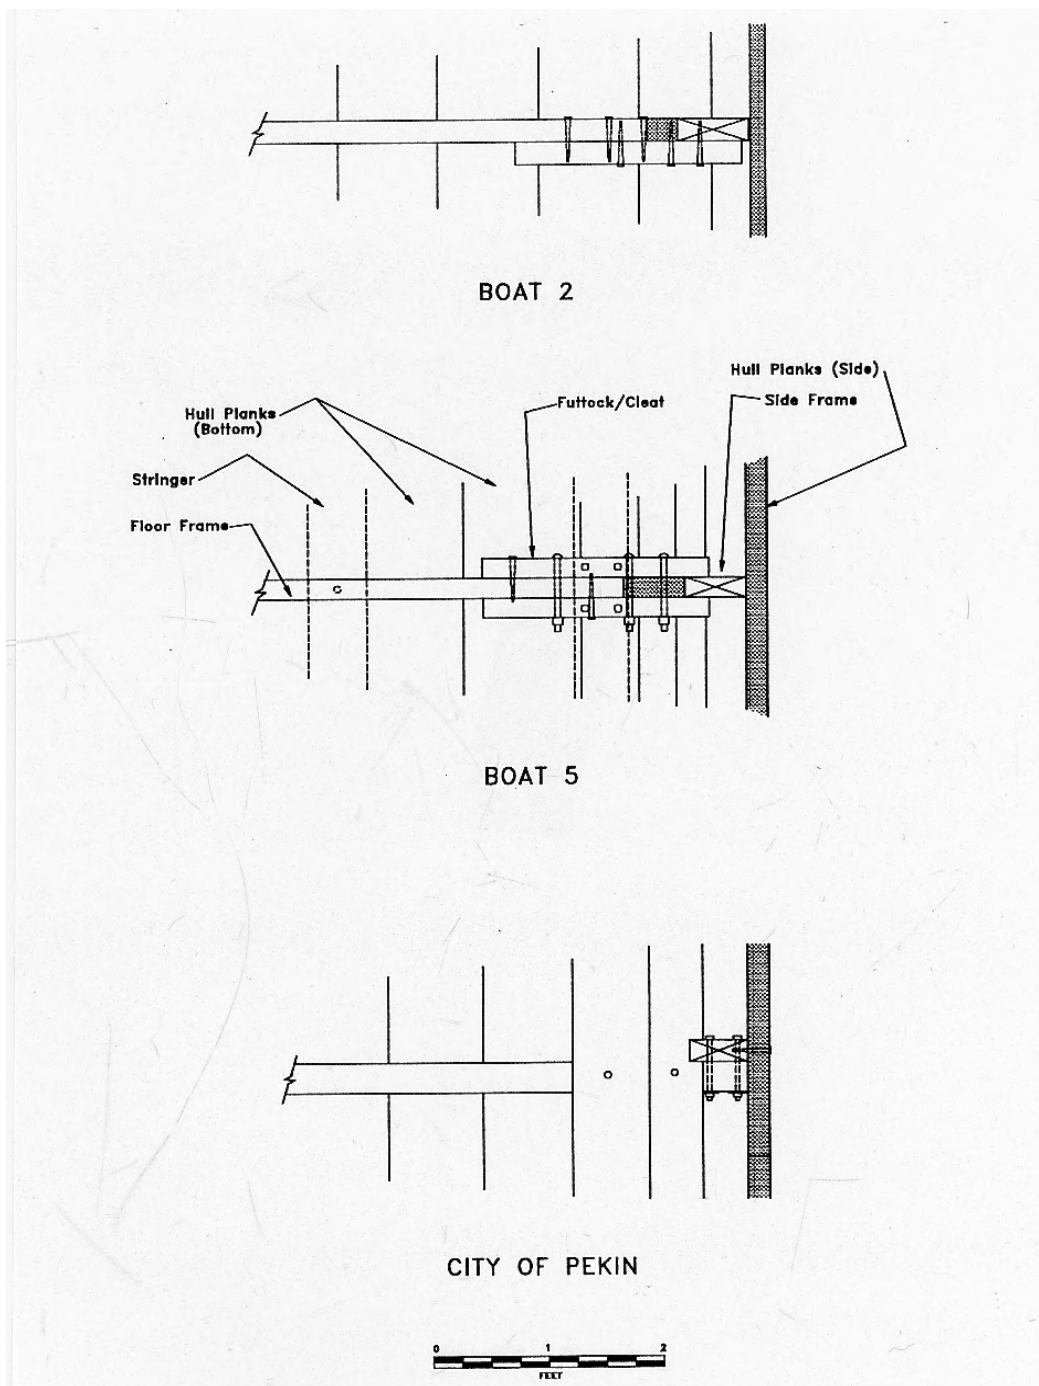 BOAT 2
Hull Planks (Side)
Side Frame
Futtock/Cleat
Hull Planks
(Bottom)
Stringer
Floor Frame
BOAT 5
CITY OF PEKIN
0 1 2
FEET